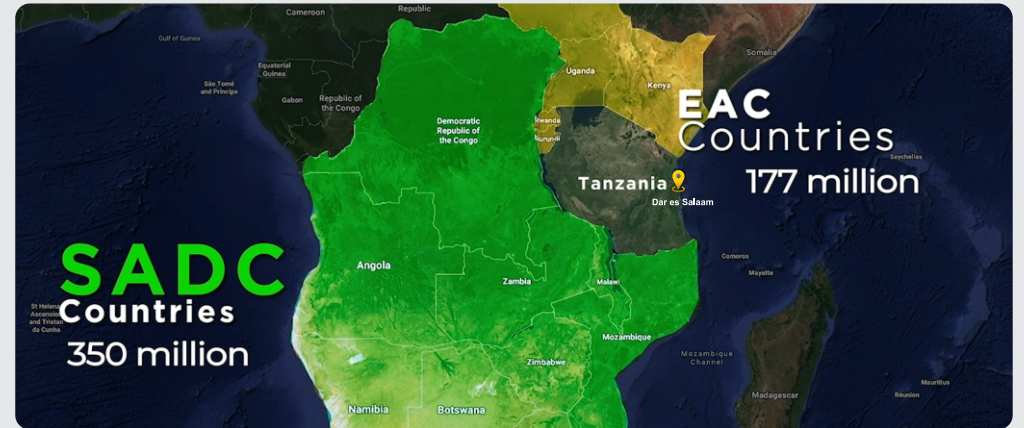 Cameroon
Republic
Gulf of Guinea
Somalia
Equatorial
Guinea
Uganda
Kenya
São Tomé
and Príncipe
Gabon
Republic of
the Congo
EAC
Countries
177 million
Democratic
Republic of
the Congo
Rwanda
Burundi
Seychelles
Tanzania
Dar es Salaam
SADC
Countries
350 million
Angola
Zambia
Malawi
Comoros
Mayotte
St Helena
Ascension
and Tristan
da Cunha
Mozambique
Mozambique
Channel
Zimbabwe
Namibia
Botswana
Madagascar
Mauritius
Réunion